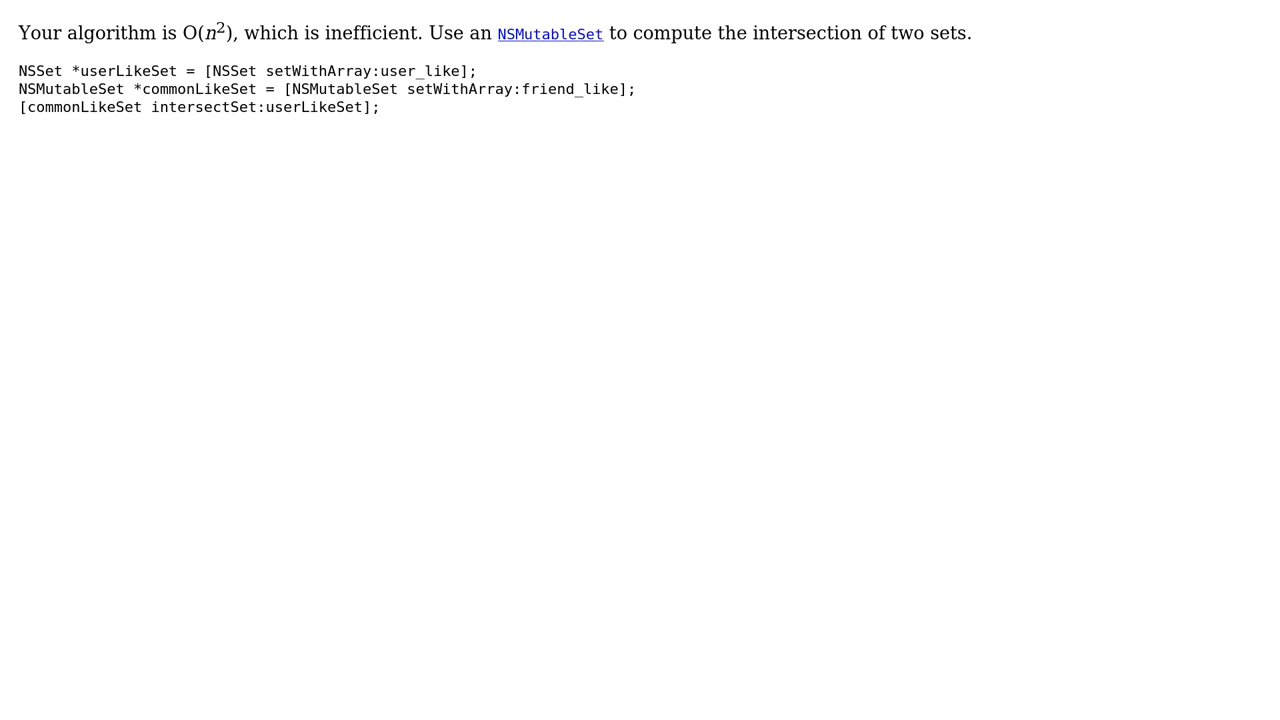 Your algorithm is O(n²), which is inefficient. Use an NSMutableSet to compute the intersection of two sets.
NSSet *userLikeSet = [NSSet setWithArray:user_like];
NSMutableSet *commonLikeSet = [NSMutableSet setWithArray:friend_like];
[commonLikeSet intersectSet:userLikeSet];